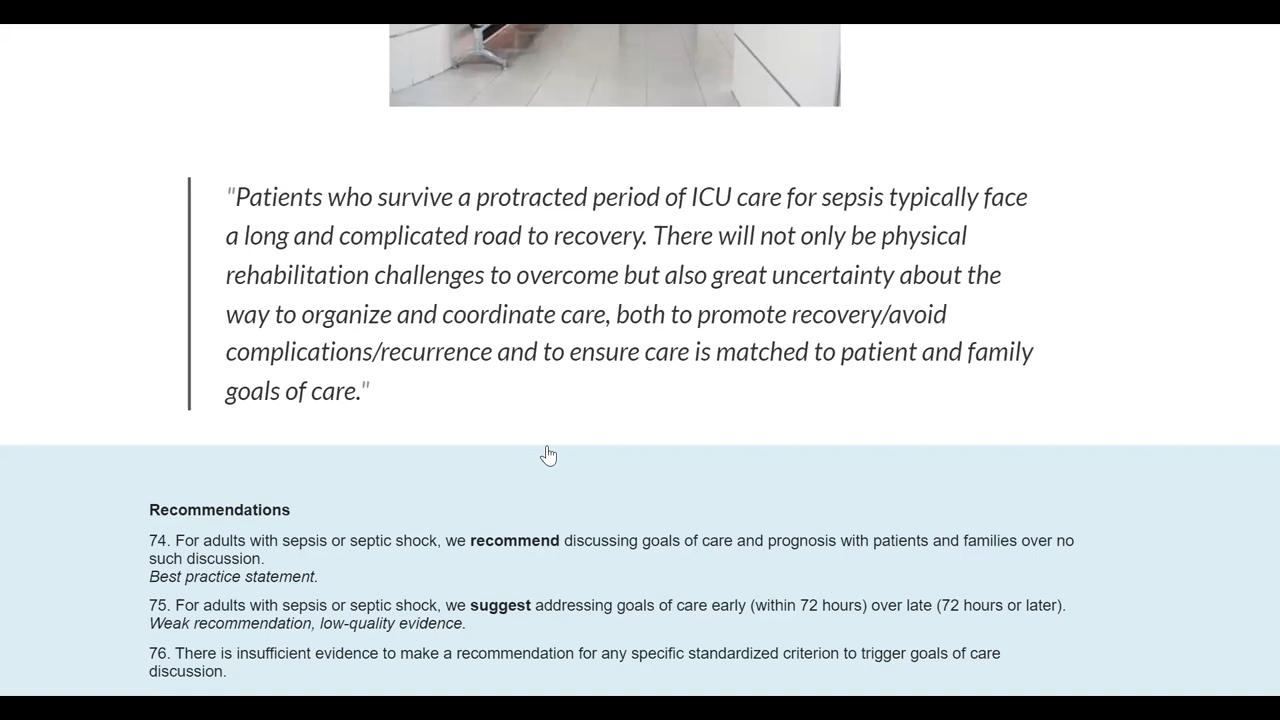 "Patients who survive a protracted period of ICU care for sepsis typically face
a long and complicated road to recovery. There will not only be physical
rehabilitation challenges to overcome but also great uncertainty about the
way to organize and coordinate care, both to promote recovery/avoid
complications/recurrence and to ensure care is matched to patient and family
goals of care."
Recommendations
74. For adults with sepsis or septic shock, we recommend discussing goals of care and prognosis with patients and families over no
such discussion.
Best practice statement.
75. For adults with sepsis or septic shock, we suggest addressing goals of care early (within 72 hours) over late (72 hours or later).
Weak recommendation, low-quality evidence.
76. There is insufficient evidence to make a recommendation for any specific standardized criterion to trigger goals of care
discussion.